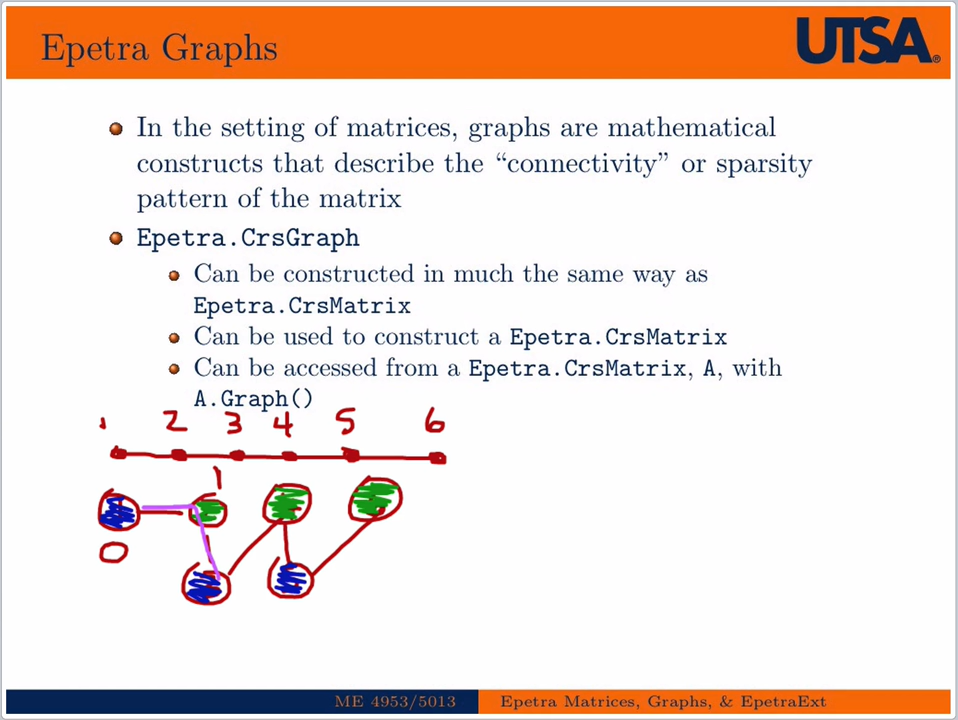 Epetra Graphs
UTSA®
In the setting of matrices, graphs are mathematical
constructs that describe the “connectivity” or sparsity
pattern of the matrix
Epetra.CrsGraph
Can be constructed in much the same way as
Epetra.CrsMatrix
Can be used to construct a Epetra.CrsMatrix
Can be accessed from a Epetra.CrsMatrix, A, with
A.Graph()
1 2 3 4 5 6
1
0
ME 4953/5013
Epetra Matrices, Graphs, & EpetraExt